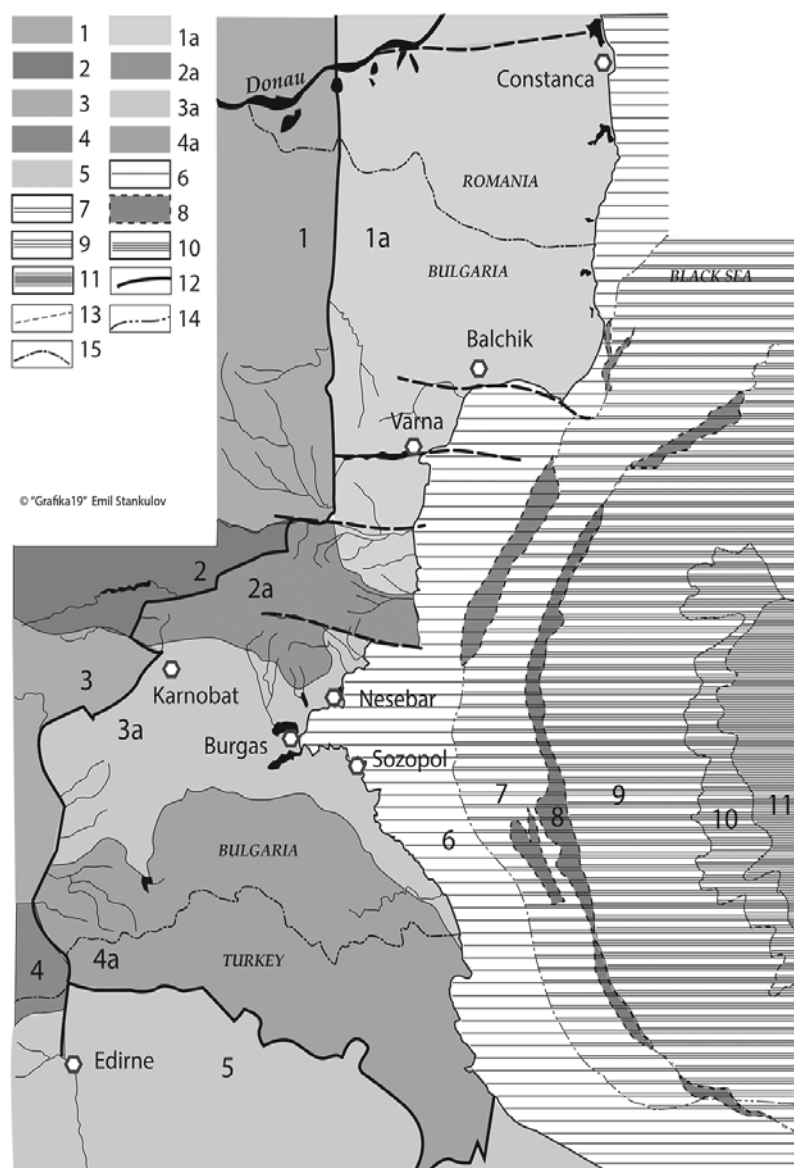 1 1a
2 2a
3 3a
4 4a
5 6
7 8
9 10
11 12
13 14
15
Donau
Constanca
ROMANIA
1 1a
BULGARIA
BLACK SEA
Balchik
Varna
© "Grafika19" Emil Stankulov
2
2a
3
Karnobat
Nesebar
3a
Burgas
Sozopol
7
9
8
10
11
6
BULGARIA
4
4a
TURKEY
Edirne
5